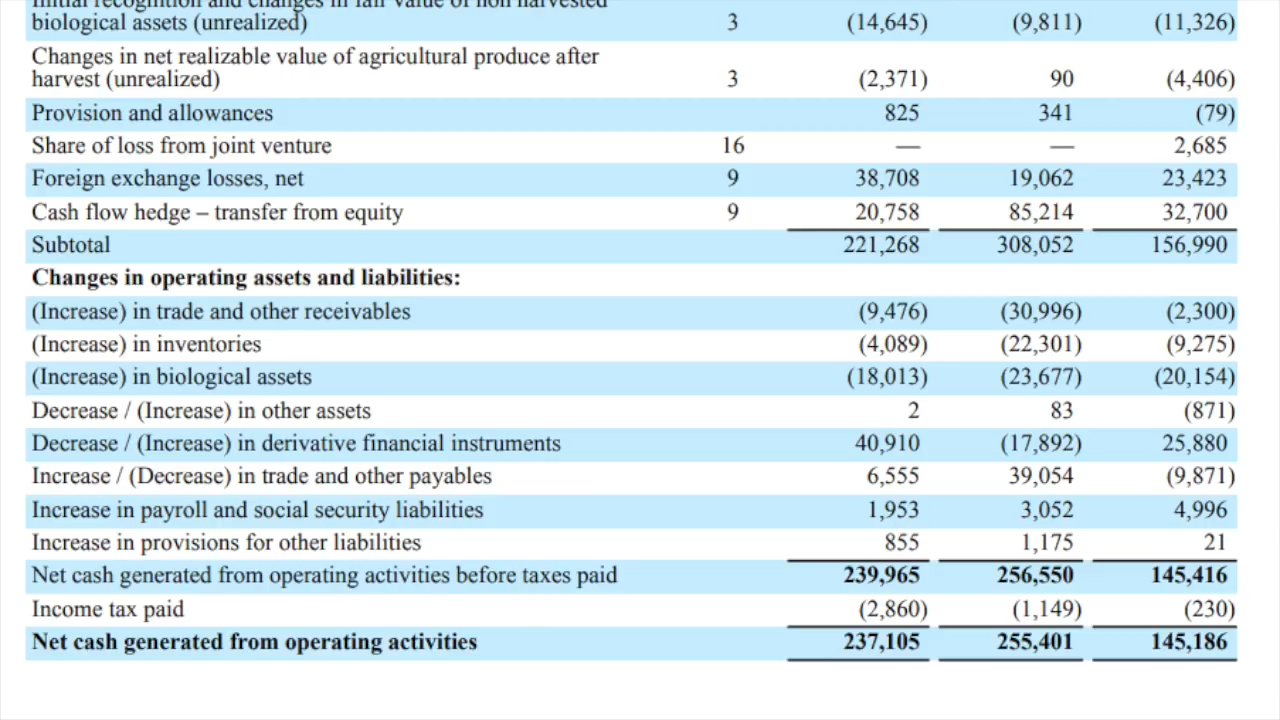 Initial recognition and changes in fair value of non harvested
biological assets (unrealized) 3 (14,645) (9,811) (11,326)
Changes in net realizable value of agricultural produce after
harvest (unrealized) 3 (2,371) 90 (4,406)
Provision and allowances 825 341 (79)
Share of loss from joint venture 16 — — 2,685
Foreign exchange losses, net 9 38,708 19,062 23,423
Cash flow hedge – transfer from equity 9 20,758 85,214 32,700
Subtotal 221,268 308,052 156,990
Changes in operating assets and liabilities:
(Increase) in trade and other receivables (9,476) (30,996) (2,300)
(Increase) in inventories (4,089) (22,301) (9,275)
(Increase) in biological assets (18,013) (23,677) (20,154)
Decrease / (Increase) in other assets 2 83 (871)
Decrease / (Increase) in derivative financial instruments 40,910 (17,892) 25,880
Increase / (Decrease) in trade and other payables 6,555 39,054 (9,871)
Increase in payroll and social security liabilities 1,953 3,052 4,996
Increase in provisions for other liabilities 855 1,175 21
Net cash generated from operating activities before taxes paid 239,965 256,550 145,416
Income tax paid (2,860) (1,149) (230)
Net cash generated from operating activities 237,105 255,401 145,186